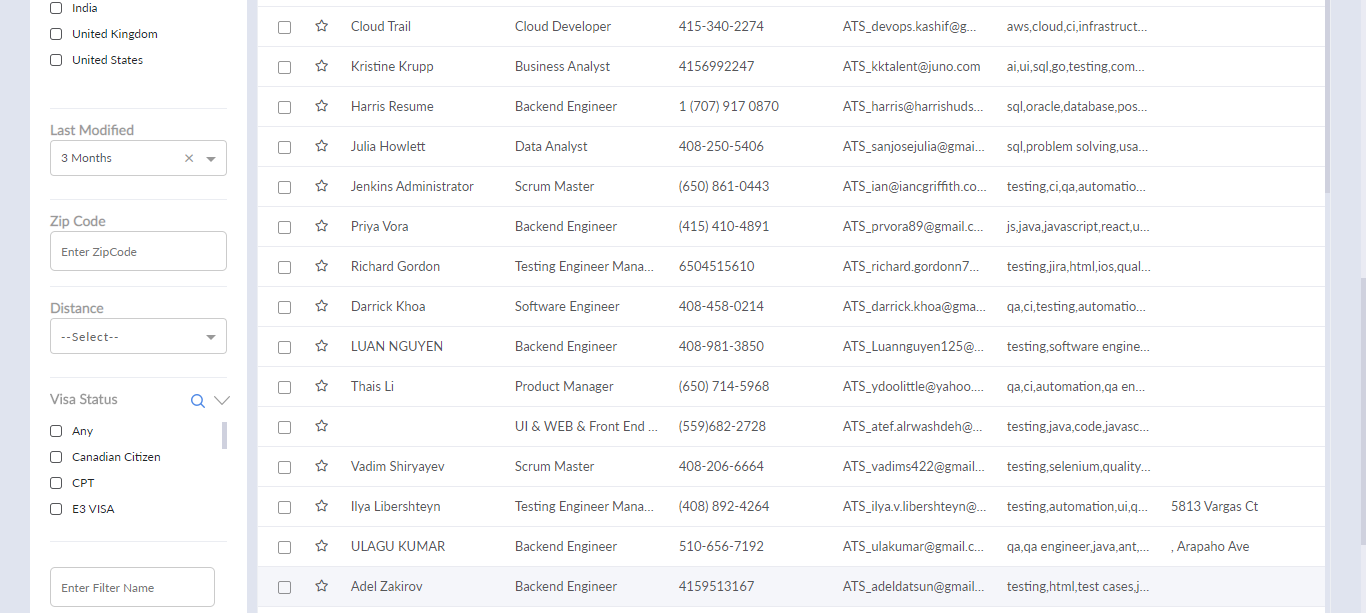 India
United Kingdom
United States
Last Modified
3 Months
Zip Code
Enter ZipCode
Distance
--Select--
Visa Status
Any
Canadian Citizen
CPT
E3 VISA
Enter Filter Name
Cloud Trail Cloud Developer 415-340-2274 ATS_devops.kashif@g... aws,cloud,ci,infrastruct...
Kristine Krupp Business Analyst 4156992247 ATS_kktalent@juno.com ai,ui,sql,go,testing,com...
Harris Resume Backend Engineer 1 (707) 917 0870 ATS_harris@harrishuds... sql,oracle,database,pos...
Julia Howlett Data Analyst 408-250-5406 ATS_sanjosejulia@gmai... sql,problem solving,usa...
Jenkins Administrator Scrum Master (650) 861-0443 ATS_ian@iancgriffith.co... testing,ci,qa,automatio...
Priya Vora Backend Engineer (415) 410-4891 ATS_prvora89@gmail.c... js,java,javascript,react,u...
Richard Gordon Testing Engineer Mana... 6504515610 ATS_richard.gordonn7... testing,jira,html,ios,qual...
Darrick Khoa Software Engineer 408-458-0214 ATS_darrick.khoa@gma... qa,ci,testing,automatio...
LUAN NGUYEN Backend Engineer 408-981-3850 ATS_Luannguyen125@... testing,software engine...
Thais Li Product Manager (650) 714-5968 ATS_ydoolittle@yahoo.... qa,ci,automation,qa en...
UI & WEB & Front End ... (559)682-2728 ATS_atef.alrwashdeh@... testing,java,code,javasc...
Vadim Shiryayev Scrum Master 408-206-6664 ATS_vadims422@gmail... testing,selenium,quality...
Ilya Libershteyn Testing Engineer Mana... (408) 892-4264 ATS_ilya.v.libershteyn@... testing,automation,ui,q... 5813 Vargas Ct
ULAGU KUMAR Backend Engineer 510-656-7192 ATS_ulakumar@gmail.c... qa,qa engineer,java,ant,... , Arapaho Ave
Adel Zakirov Backend Engineer 4159513167 ATS_adeldatsun@gmail... testing,html,test cases,j...